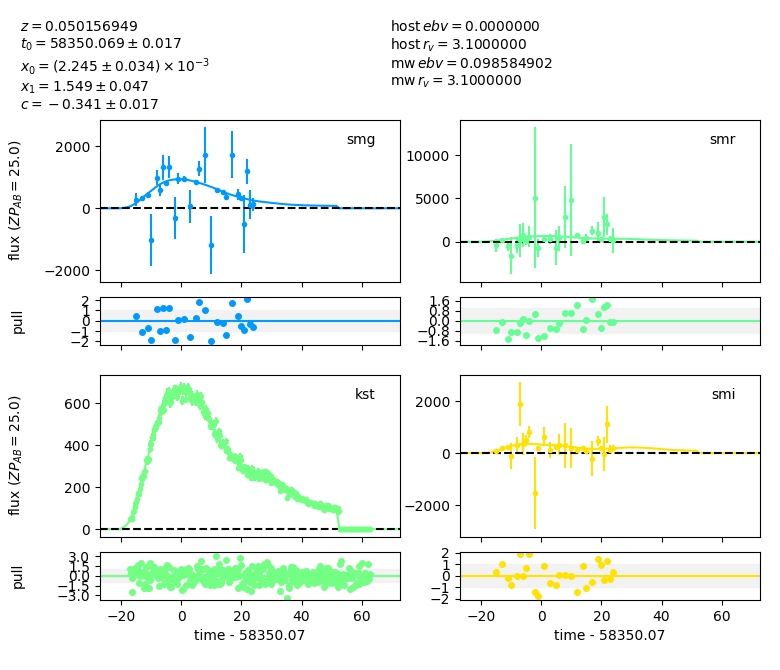 z = 0.050156949
t₀ = 58350.069 ± 0.017
x₀ = (2.245 ± 0.034) × 10⁻³
x₁ = 1.549 ± 0.047
c = −0.341 ± 0.017
host ebv = 0.0000000
host r_v = 3.1000000
mw ebv = 0.098584902
mw r_v = 3.1000000
flux (ZP_AB = 25.0)
2000
0
−2000
smg
10000
5000
0
smr
pull
2
1
0
−1
−2
1.6
0.8
0.0
−0.8
−1.6
flux (ZP_AB = 25.0)
600
400
200
0
kst
2000
0
−2000
smi
pull
3.0
1.5
0.0
−1.5
−3.0
−20 0 20 40 60
time - 58350.07
2
1
0
−1
−2
−20 0 20 40 60
time - 58350.07